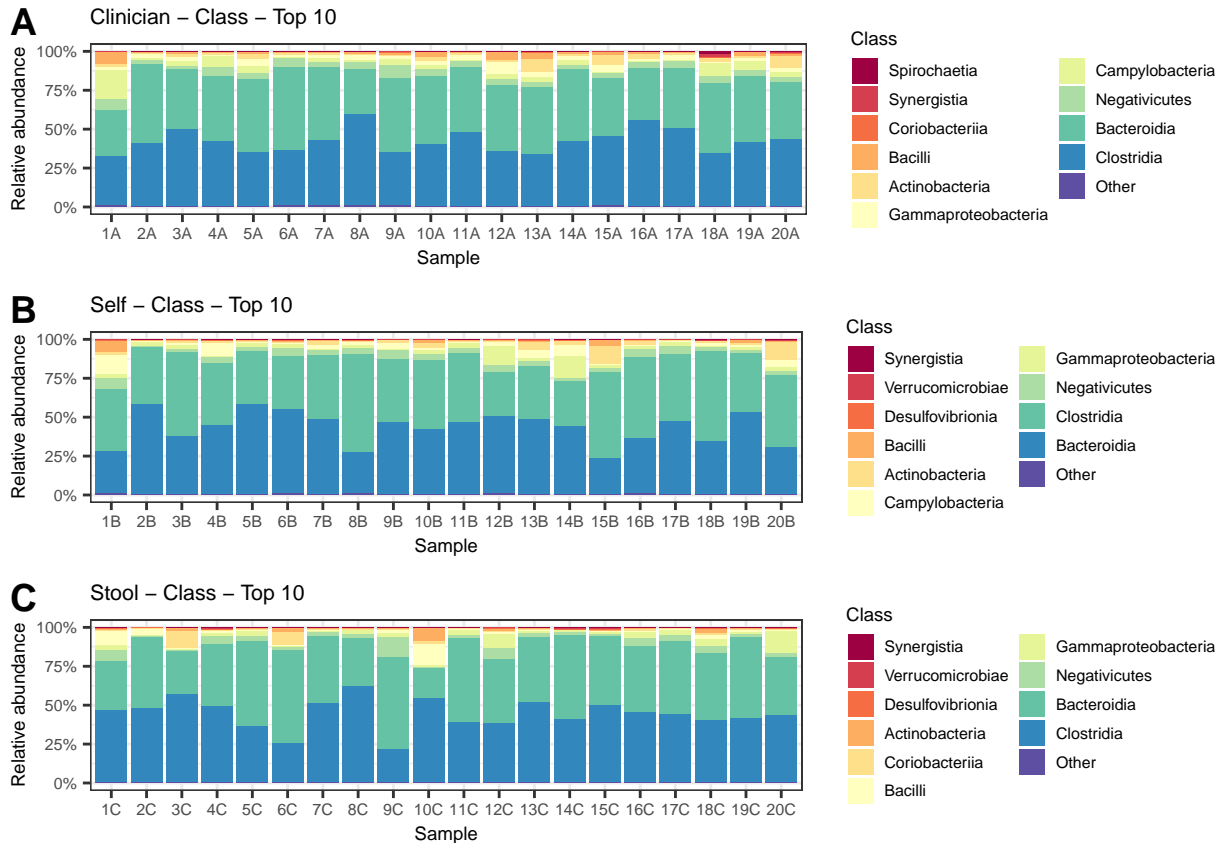 A
Clinician – Class – Top 10
Relative abundance
100%
75%
50%
25%
0%
1A 2A 3A 4A 5A 6A 7A 8A 9A 10A 11A 12A 13A 14A 15A 16A 17A 18A 19A 20A
Sample
Class
Spirochaetia
Synergistia
Coriobacteriia
Bacilli
Actinobacteria
Gammaproteobacteria
Campylobacteria
Negativicutes
Bacteroidia
Clostridia
Other
B
Self – Class – Top 10
Relative abundance
100%
75%
50%
25%
0%
1B 2B 3B 4B 5B 6B 7B 8B 9B 10B 11B 12B 13B 14B 15B 16B 17B 18B 19B 20B
Sample
Class
Synergistia
Verrucomicrobiae
Desulfovibrionia
Bacilli
Actinobacteria
Campylobacteria
Gammaproteobacteria
Negativicutes
Clostridia
Bacteroidia
Other
C
Stool – Class – Top 10
Relative abundance
100%
75%
50%
25%
0%
1C 2C 3C 4C 5C 6C 7C 8C 9C 10C 11C 12C 13C 14C 15C 16C 17C 18C 19C 20C
Sample
Class
Synergistia
Verrucomicrobiae
Desulfovibrionia
Actinobacteria
Coriobacteriia
Bacilli
Gammaproteobacteria
Negativicutes
Bacteroidia
Clostridia
Other